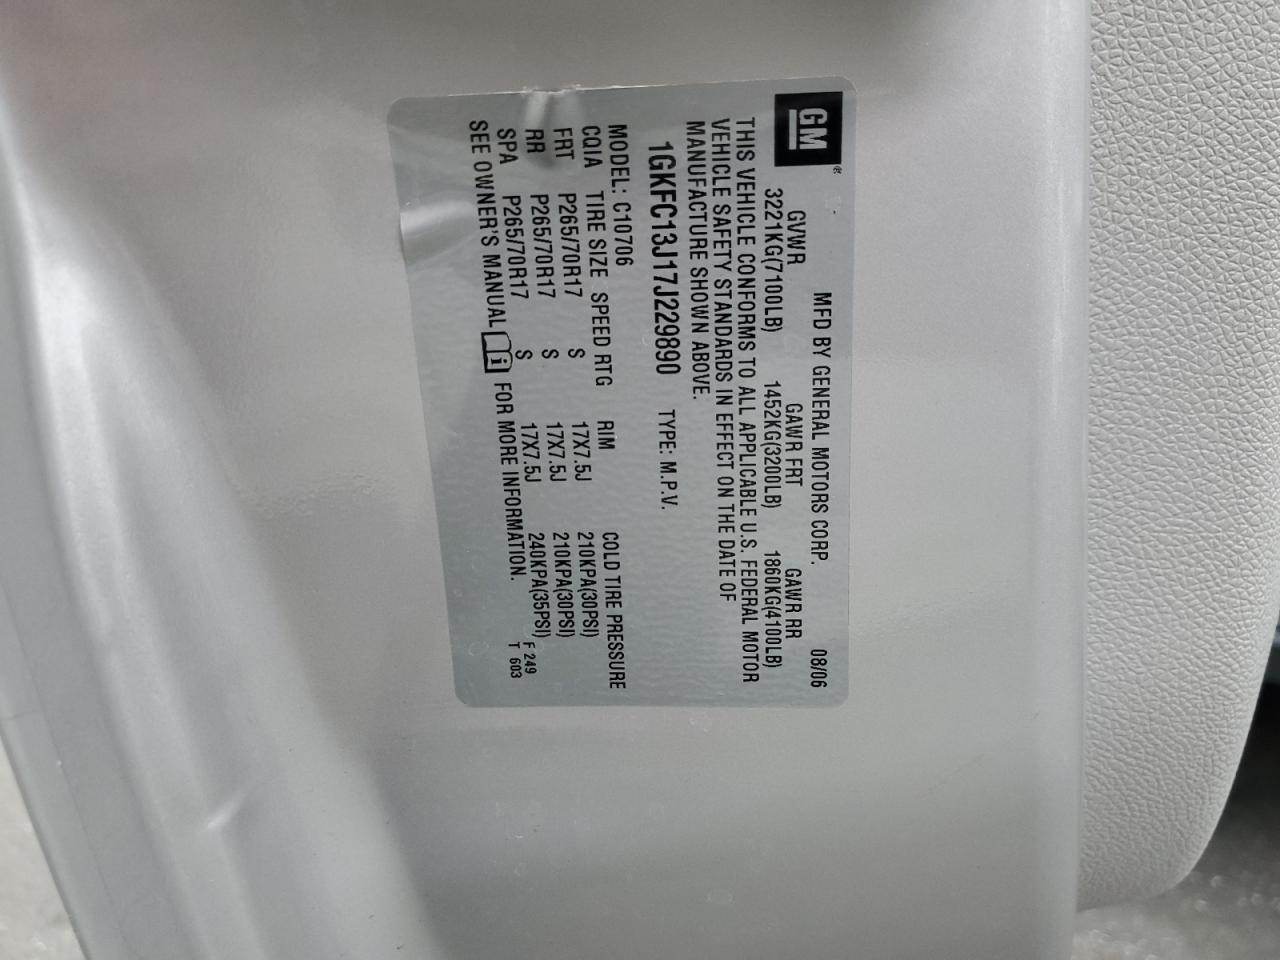 GM
MFD BY GENERAL MOTORS CORP. 08/06
GVWR GAWR FRT GAWR RR
3221KG(7100LB) 1452KG(3200LB) 1860KG(4100LB)
THIS VEHICLE CONFORMS TO ALL APPLICABLE U.S. FEDERAL MOTOR
VEHICLE SAFETY STANDARDS IN EFFECT ON THE DATE OF
MANUFACTURE SHOWN ABOVE.
1GKFC13J17J229890 TYPE: M.P.V.
MODEL: C10706
CQIA TIRE SIZE SPEED RTG RIM COLD TIRE PRESSURE
FRT P265/70R17 S 17X7.5J 210KPA(30PSI)
RR P265/70R17 S 17X7.5J 210KPA(30PSI)
SPA P265/70R17 S 17X7.5J 240KPA(35PSI)
SEE OWNER'S MANUAL i FOR MORE INFORMATION.
F 249
T 603